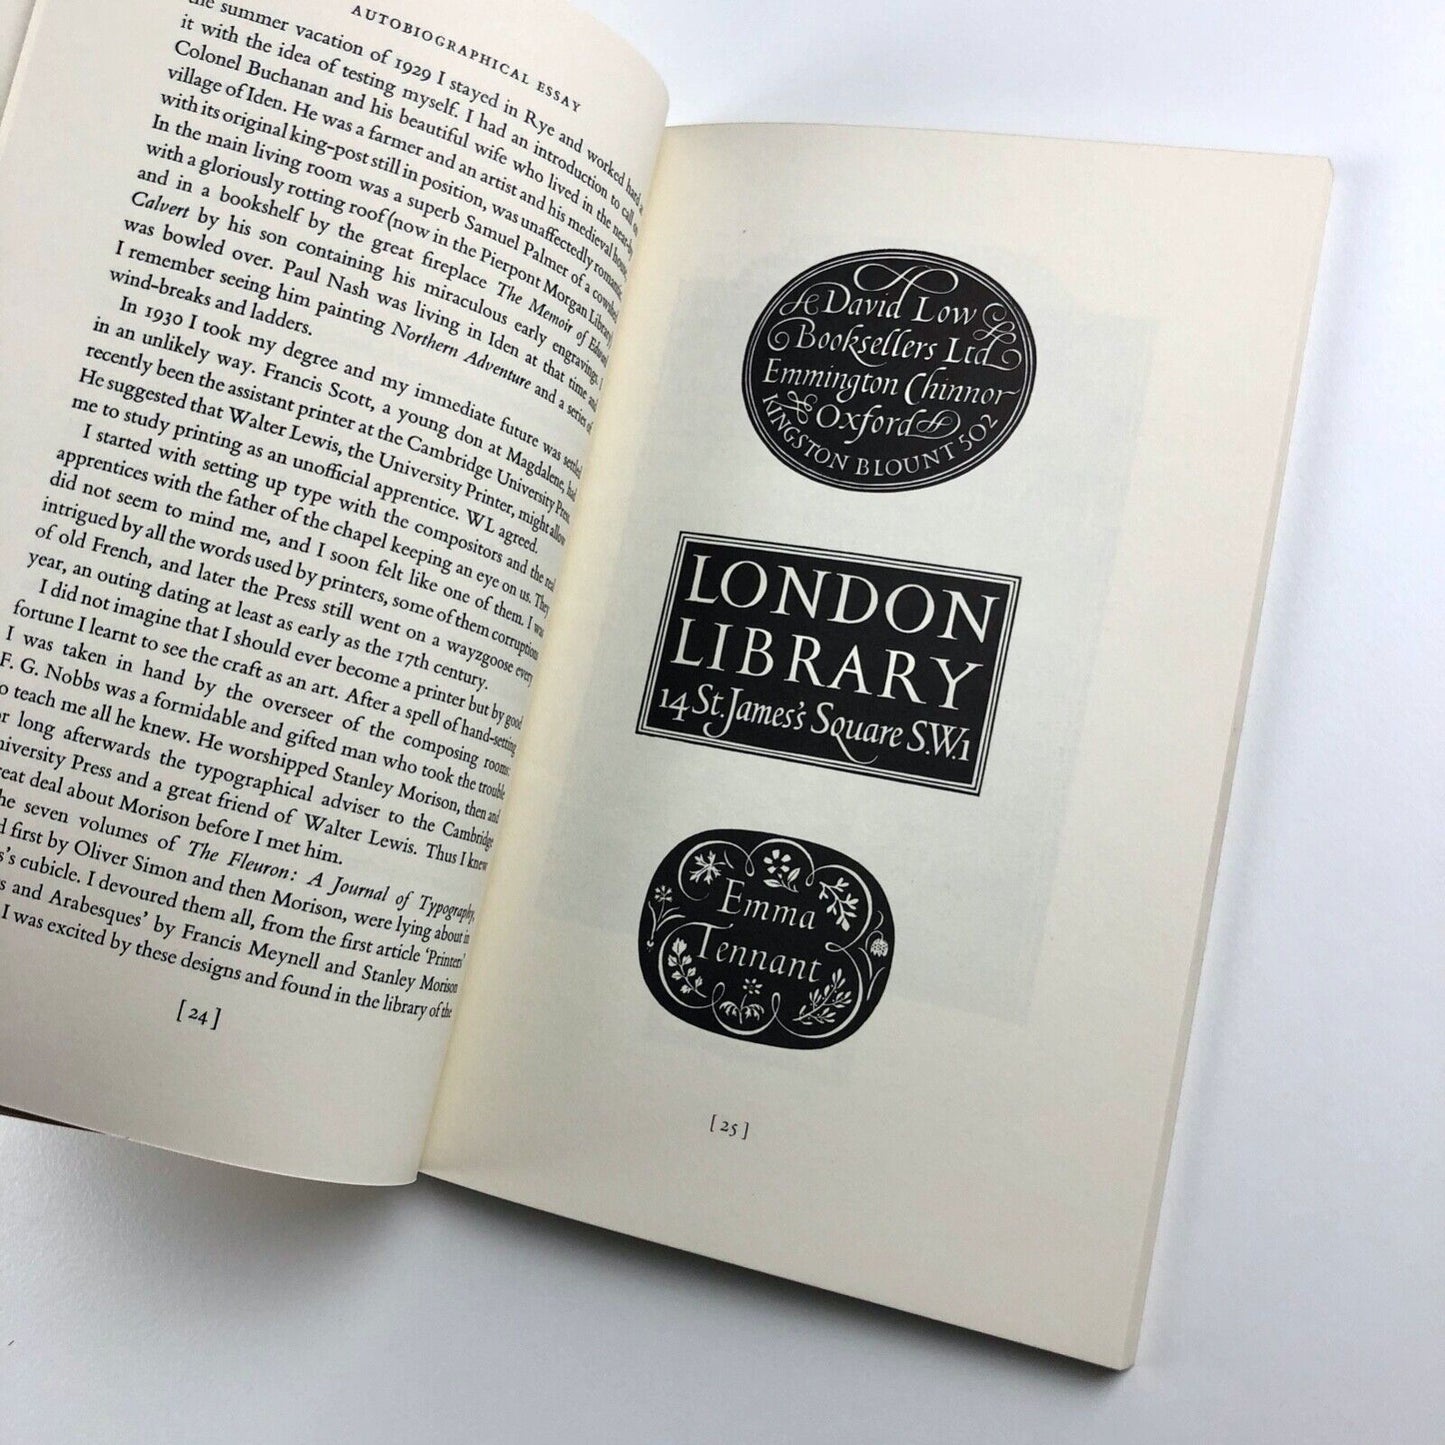 AUTOBIOGRAPHICAL ESSAY
the summer vacation of 1929 I stayed in Rye and worked hard at
it with the idea of testing myself. I had an introduction to call on
Colonel Buchanan and his beautiful wife who lived in the near-by
village of Iden. He was a farmer and an artist and his medieval house,
with its original king-post still in position, was unaffectedly romantic.
In the main living room was a superb Samuel Palmer of a cowshed
with a gloriously rotting roof (now in the Pierpont Morgan Library)
and in a bookshelf by the great fireplace The Memoir of Edward
Calvert by his son containing his miraculous early engravings. I
was bowled over. Paul Nash was living in Iden at that time and
I remember seeing him painting Northern Adventure and a series of
wind-breaks and ladders.
In 1930 I took my degree and my immediate future was settled
in an unlikely way. Francis Scott, a young don at Magdalene, had
recently been the assistant printer at the Cambridge University Press.
He suggested that Walter Lewis, the University Printer, might allow
me to study printing as an unofficial apprentice. WL agreed.
I started with setting up type with the compositors and the real
apprentices with the father of the chapel keeping an eye on us. They
did not seem to mind me, and I soon felt like one of them. I was
intrigued by all the words used by printers, some of them corruptions
of old French, and later the Press still went on a wayzgoose every
year, an outing dating at least as early as the 17th century.
I did not imagine that I should ever become a printer but by good
fortune I learnt to see the craft as an art. After a spell of hand-setting
I was taken in hand by the overseer of the composing room:
F. G. Nobbs was a formidable and gifted man who took the trouble
to teach me all he knew. He worshipped Stanley Morison, then and
for long afterwards the typographical adviser to the Cambridge
University Press and a great friend of Walter Lewis. Thus I knew
great deal about Morison before I met him.
the seven volumes of The Fleuron: A Journal of Typography,
first by Oliver Simon and then Morison, were lying about in
's cubicle. I devoured them all, from the first article 'Printers'
and Arabesques' by Francis Meynell and Stanley Morison
I was excited by these designs and found in the library of the
[24]
David Low
Booksellers Ltd
Emmington Chinnor
Oxford
KINGSTON BLOUNT 502
LONDON
LIBRARY
14 St. James's Square S.W.1
Emma
Tennant
[25]